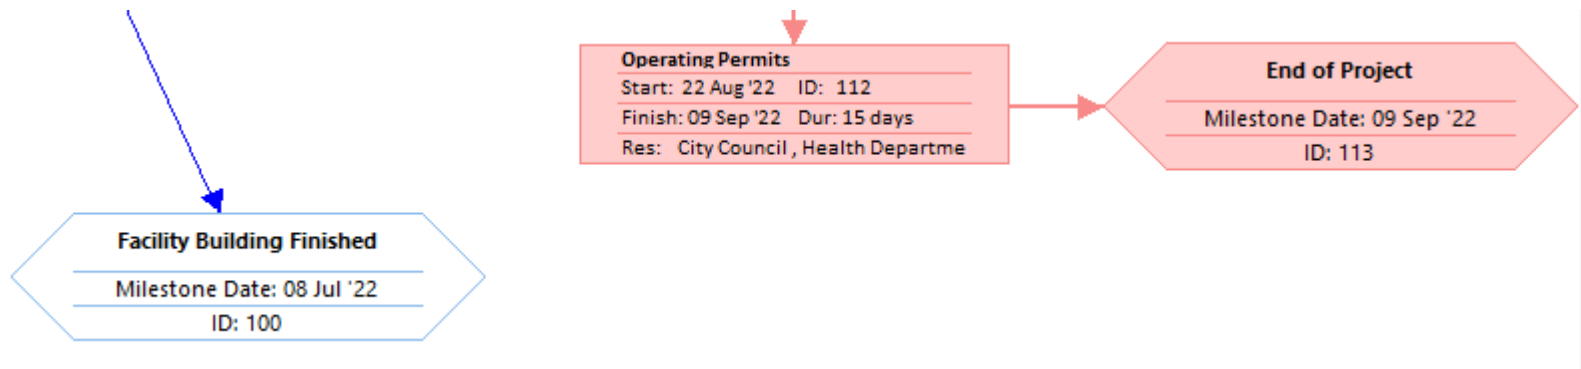 Operating Permits
Start: 22 Aug '22 ID: 112
Finish: 09 Sep '22 Dur: 15 days
Res: City Council , Health Departme
End of Project
Milestone Date: 09 Sep '22
ID: 113
Facility Building Finished
Milestone Date: 08 Jul '22
ID: 100